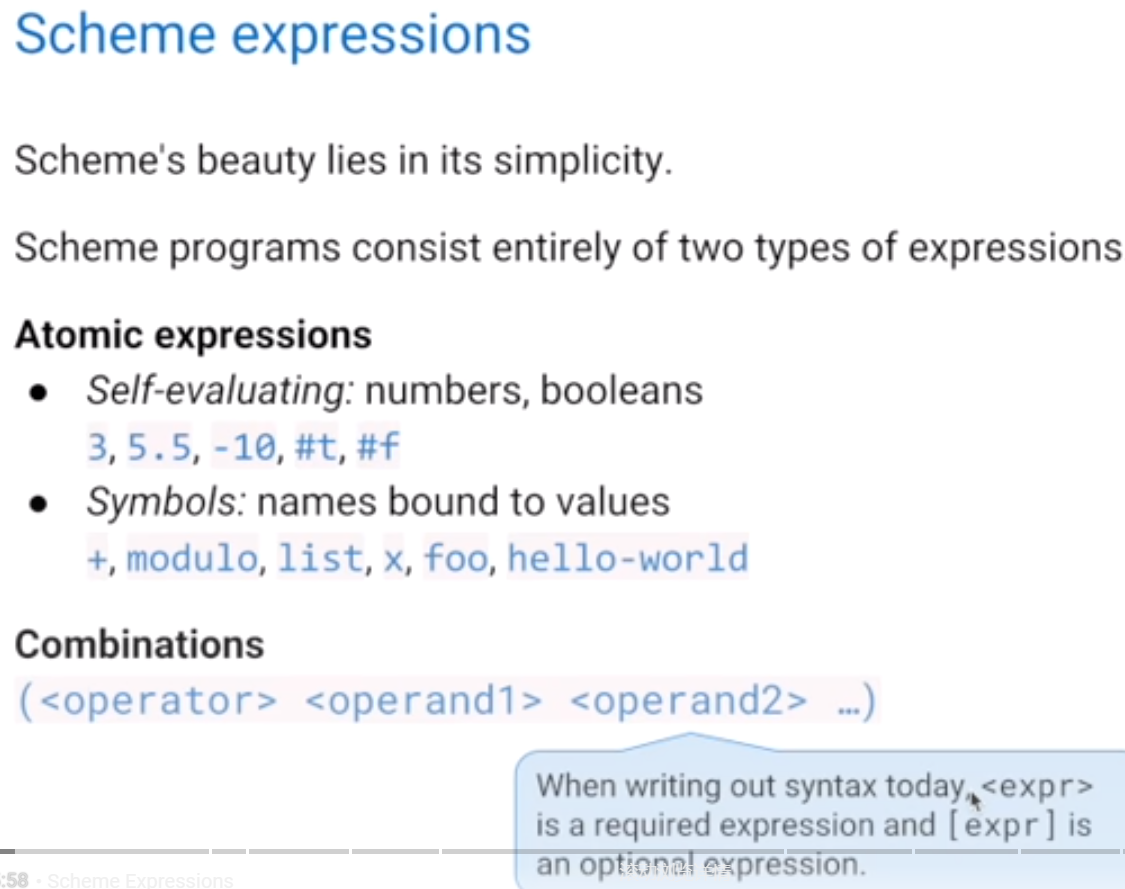 Scheme expressions
Scheme's beauty lies in its simplicity.
Scheme programs consist entirely of two types of expressions
Atomic expressions
● Self-evaluating: numbers, booleans
3, 5.5, -10, #t, #f
● Symbols: names bound to values
+, modulo, list, x, foo, hello-world
Combinations
(<operator> <operand1> <operand2> …)
When writing out syntax today, <expr>
is a required expression and [expr] is
an optional expression.
:58 · Scheme Expressions